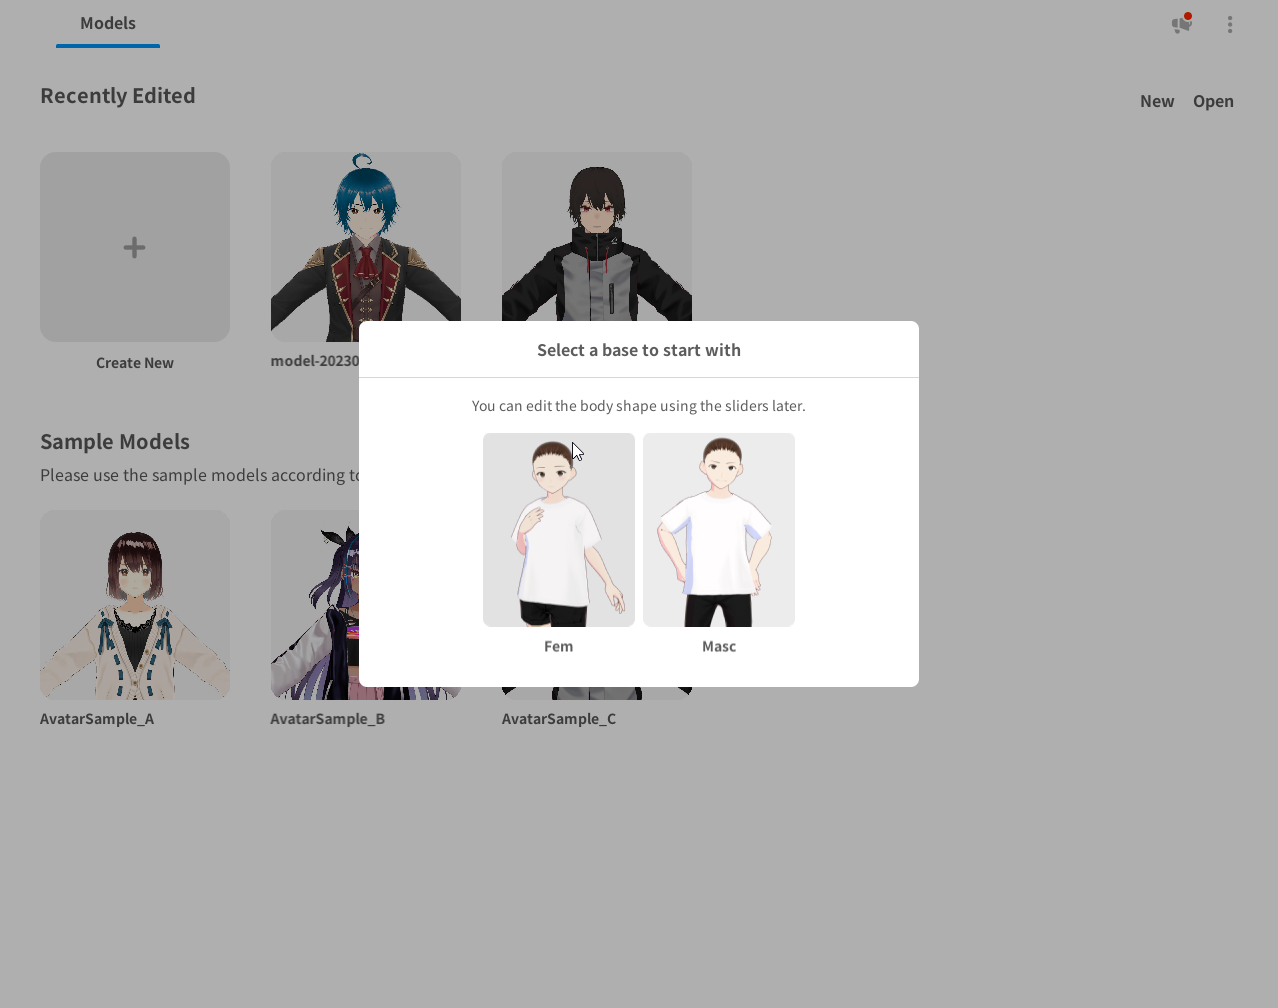 Models
Recently Edited
New
Open
Create New
model-20230
Select a base to start with
You can edit the body shape using the sliders later.
Fem
Masc
Sample Models
Please use the sample models according to
AvatarSample_A
AvatarSample_B
AvatarSample_C